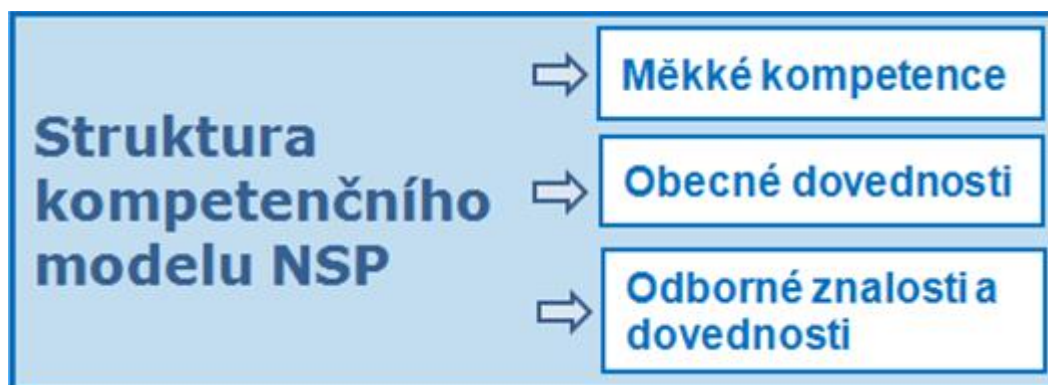 Struktura
kompetenčního
modelu NSP
Měkké kompetence
Obecné dovednosti
Odborné znalosti a
dovednosti